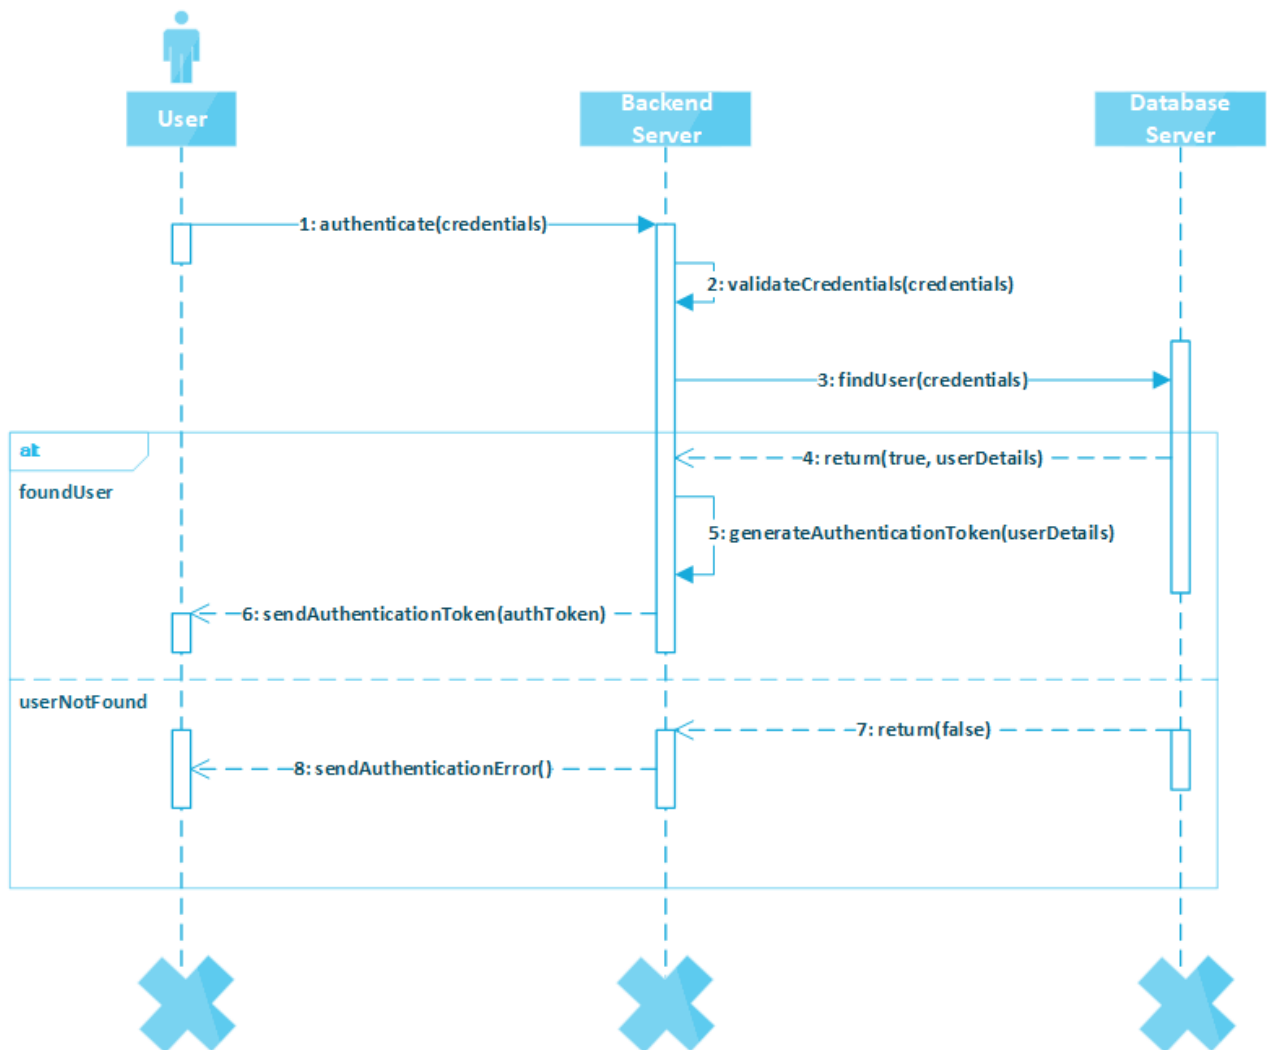 User
Backend
Server
Database
Server
1: authenticate(credentials)
2: validateCredentials(credentials)
3: findUser(credentials)
alt
4: return(true, userDetails)
foundUser
5: generateAuthenticationToken(userDetails)
6: sendAuthenticationToken(authToken)
userNotFound
7: return(false)
8: sendAuthenticationError()